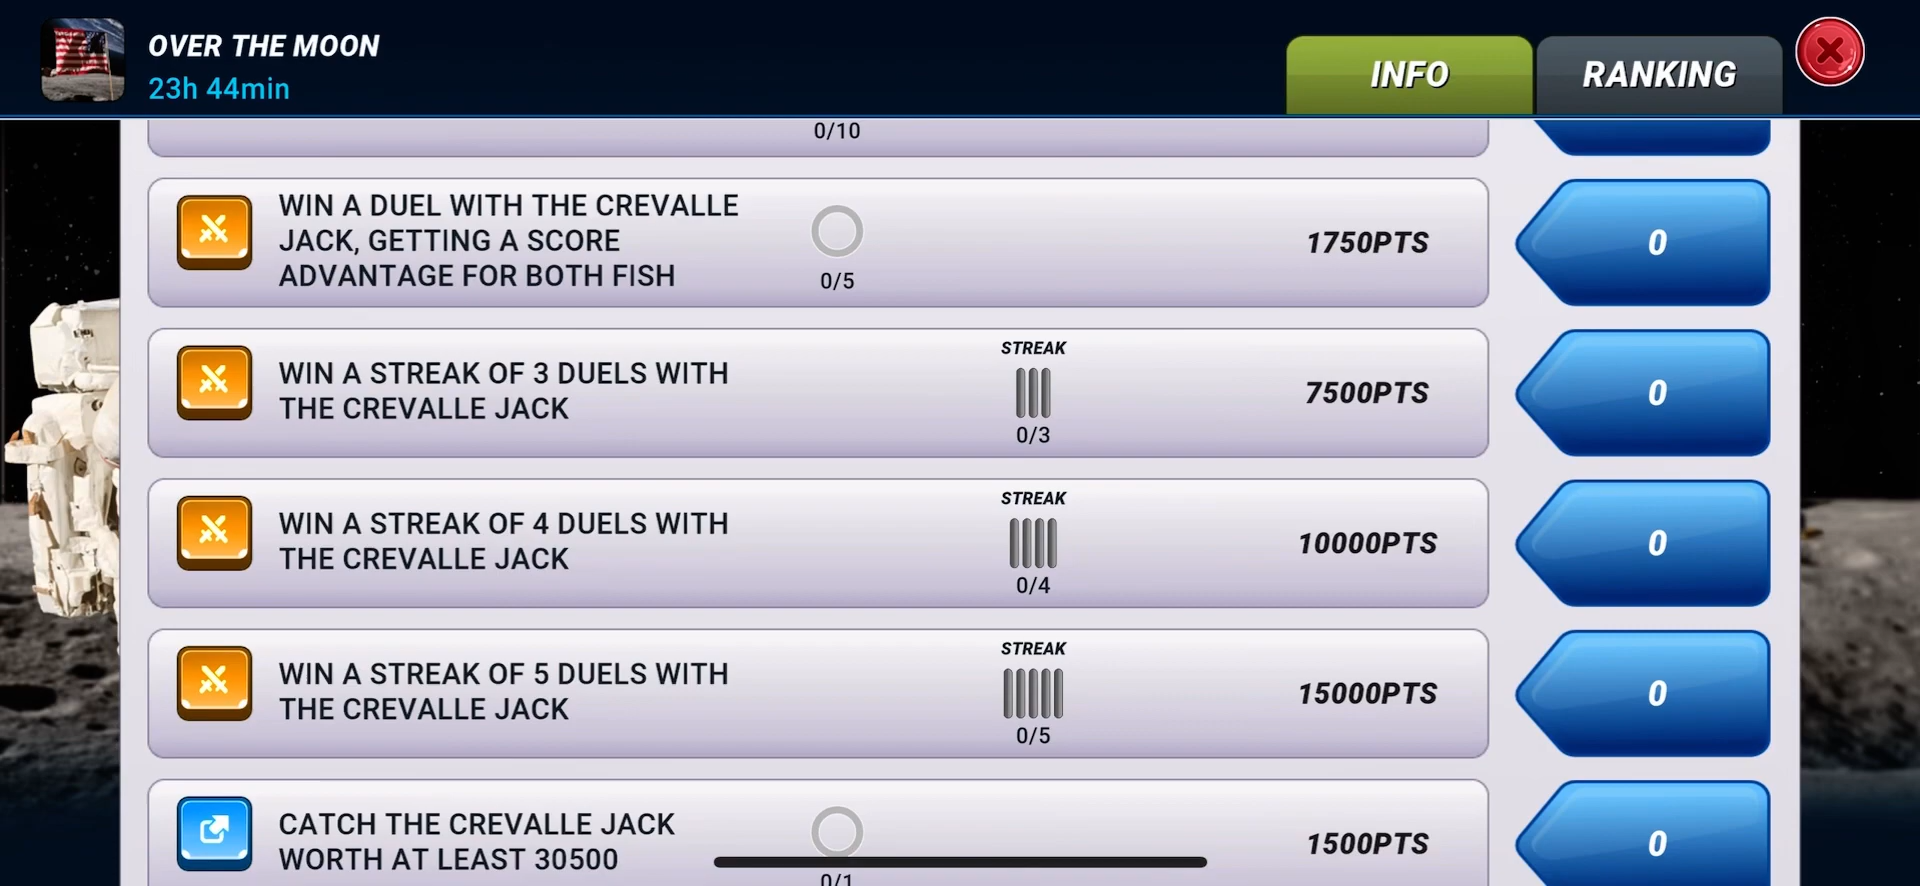 OVER THE MOON
23h 44min
INFO
RANKING
0/10
WIN A DUEL WITH THE CREVALLE
JACK, GETTING A SCORE
ADVANTAGE FOR BOTH FISH
0/5
1750PTS
0
WIN A STREAK OF 3 DUELS WITH
THE CREVALLE JACK
STREAK
0/3
7500PTS
0
WIN A STREAK OF 4 DUELS WITH
THE CREVALLE JACK
STREAK
0/4
10000PTS
0
WIN A STREAK OF 5 DUELS WITH
THE CREVALLE JACK
STREAK
0/5
15000PTS
0
CATCH THE CREVALLE JACK
WORTH AT LEAST 30500
0/1
1500PTS
0